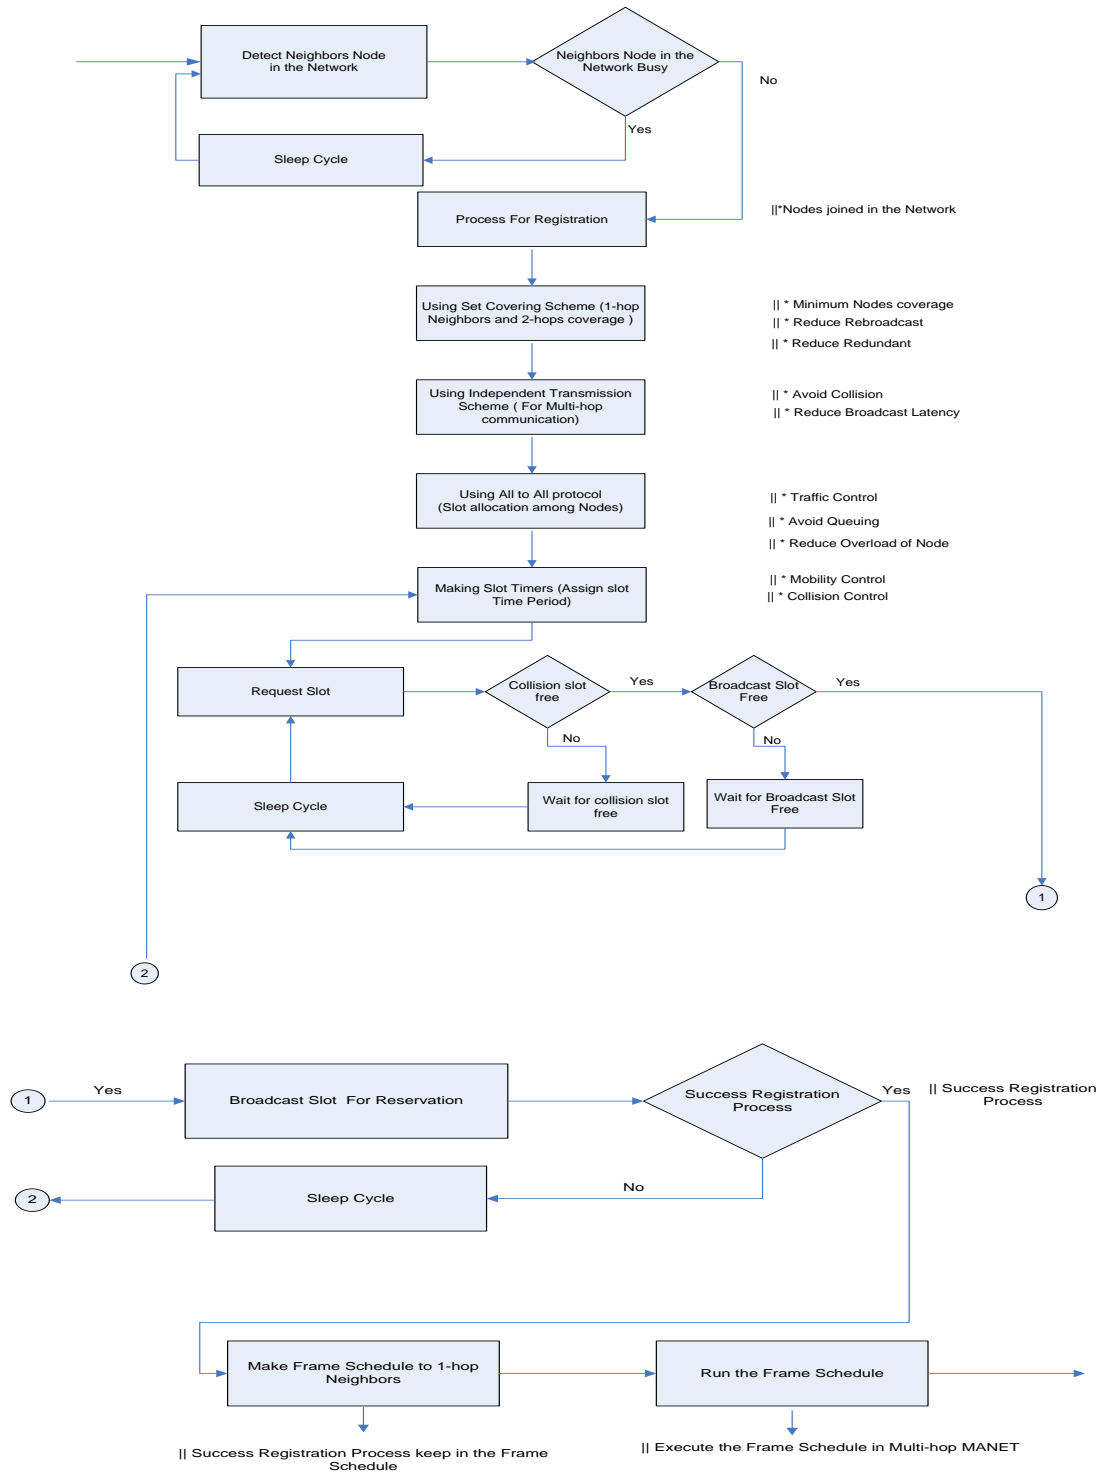 Detect Neighbors Node
in the Network
Neighbors Node in the
Network Busy
No
Yes
Sleep Cycle
Process For Registration
||*Nodes joined in the Network
Using Set Covering Scheme (1-hop
Neighbors and 2-hops coverage )
|| * Minimum Nodes coverage
|| * Reduce Rebroadcast
|| * Reduce Redundant
Using Independent Transmission
Scheme ( For Multi-hop
communication)
|| * Avoid Collision
|| * Reduce Broadcast Latency
Using All to All protocol
(Slot allocation among Nodes)
|| * Traffic Control
|| * Avoid Queuing
|| * Reduce Overload of Node
Making Slot Timers (Assign slot
Time Period)
|| * Mobility Control
|| * Collision Control
Request Slot
Collision slot
free
Yes
Broadcast Slot
Free
Yes
No
No
Sleep Cycle
Wait for collision slot
free
Wait for Broadcast Slot
Free
1
2
1
Yes
Broadcast Slot For Reservation
Success Registration
Process
Yes
|| Success Registration
Process
2
Sleep Cycle
No
Make Frame Schedule to 1-hop
Neighbors
Run the Frame Schedule
|| Success Registration Process keep in the Frame
Schedule
|| Execute the Frame Schedule in Multi-hop MANET